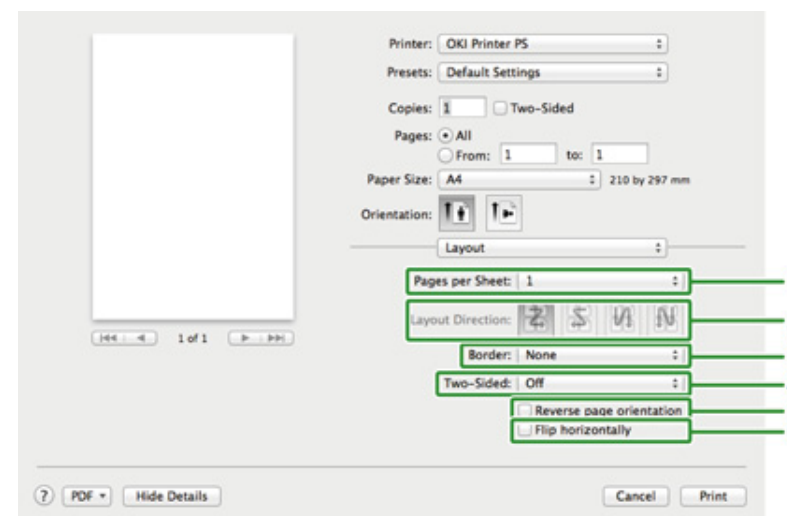 Printer: OKI Printer PS
Presets: Default Settings
Copies: 1 Two-Sided
Pages: All
From: 1 to: 1
Paper Size: A4 210 by 297 mm
Orientation:
Layout
Pages per Sheet: 1
Layout Direction:
Border: None
Two-Sided: Off
Reverse page orientation
Flip horizontally
1 of 1
? PDF Hide Details Cancel Print